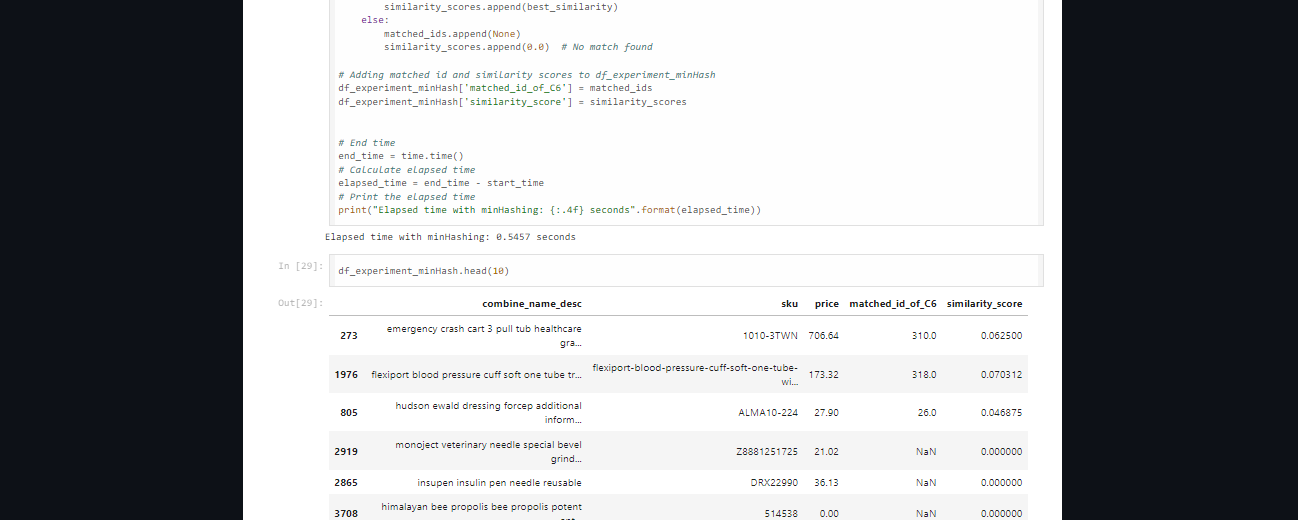 similarity_scores.append(best_similarity)
else:
matched_ids.append(None)
similarity_scores.append(0.0)  # No match found
# Adding matched id and similarity scores to df_experiment_minHash
df_experiment_minHash['matched_id_of_C6'] = matched_ids
df_experiment_minHash['similarity_score'] = similarity_scores
# End time
end_time = time.time()
# Calculate elapsed time
elapsed_time = end_time - start_time
# Print the elapsed time
print("Elapsed time with minHashing: {:.4f} seconds".format(elapsed_time))
Elapsed time with minHashing: 0.5457 seconds
In [29]: df_experiment_minHash.head(10)
Out[29]:
combine_name_desc sku price matched_id_of_C6 similarity_score
273 emergency crash cart 3 pull tub healthcare gra... 1010-3TWN 706.64 310.0 0.062500
1976 flexiport blood pressure cuff soft one tube tr... flexiport-blood-pressure-cuff-soft-one-tube-wi... 173.32 318.0 0.070312
805 hudson ewald dressing forcep additional inform... ALMA10-224 27.90 26.0 0.046875
2919 monoject veterinary needle special bevel grind... Z8881251725 21.02 NaN 0.000000
2865 insupen insulin pen needle reusable DRX22990 36.13 NaN 0.000000
3708 himalayan bee propolis bee propolis potent 514538 0.00 NaN 0.000000